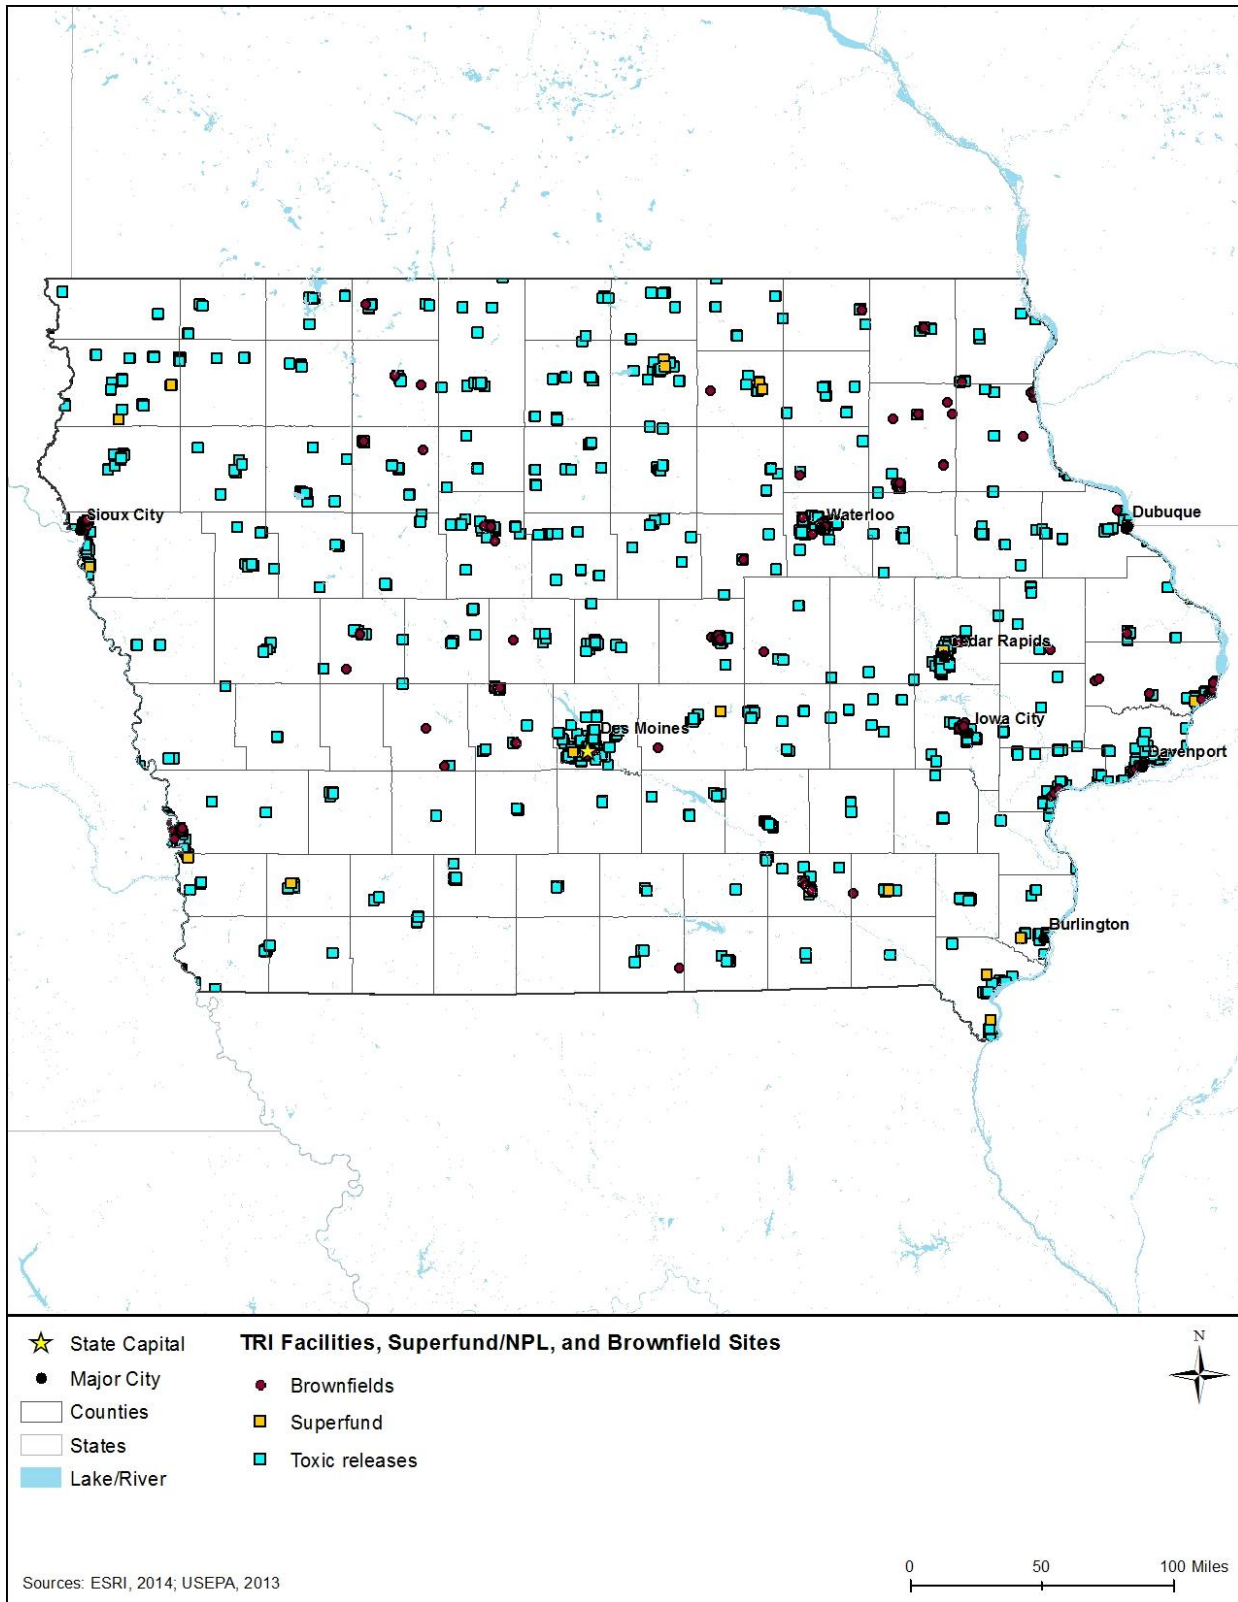 Sioux City
Waterloo
Dubuque
Cedar Rapids
Iowa City
Des Moines
Davenport
Burlington
State Capital
Major City
Counties
States
Lake/River
TRI Facilities, Superfund/NPL, and Brownfield Sites
Brownfields
Superfund
Toxic releases
N
0 50 100 Miles
Sources: ESRI, 2014; USEPA, 2013